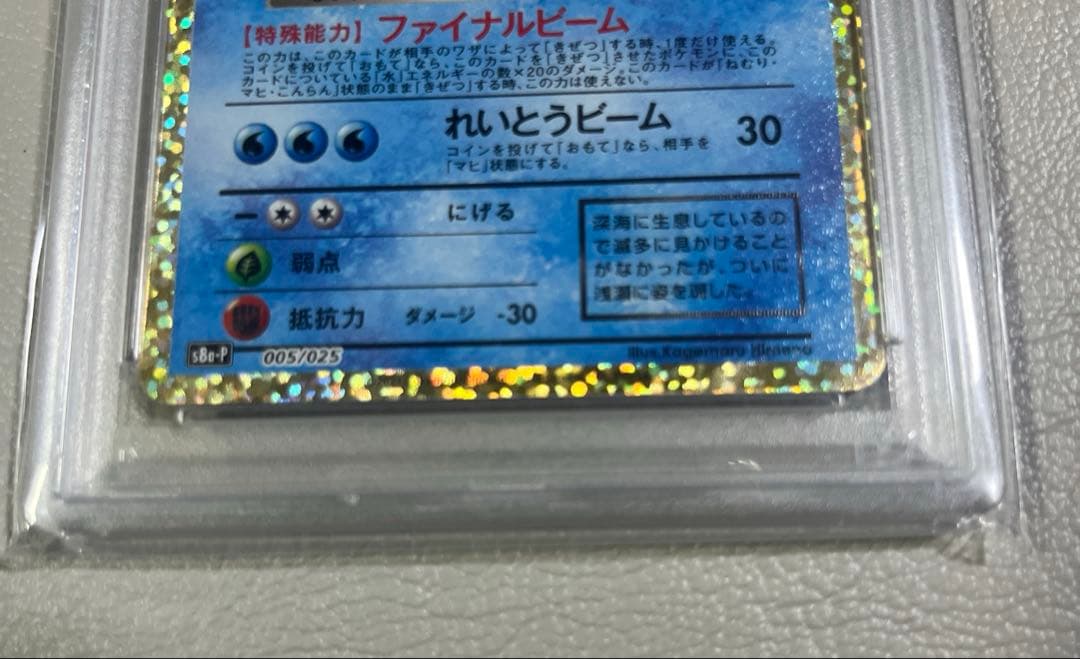 【特殊能力】ファイナルビーム
この力は、このカードが相手のワザによって「きぜつ」する時、1度だけ使える。
コインを投げて「おもて」なら、このカードを「きぜつ」させたポケモンに、この
カードについている「水」エネルギーの数×20のダメージ。このカードが「ねむり・
マヒ・こんらん」状態のまま「きぜつ」する時、この力は使えない。
れいとうビーム 30
コインを投げて「おもて」なら、相手を
「マヒ」状態にする。
にげる
弱点
抵抗力 ダメージ -30
深海に生息しているの
で滅多に見かけること
がなかったが、ついに
浅瀬に姿を現した。
s8a-P 005/025
Illus.Kagemaru Himeno